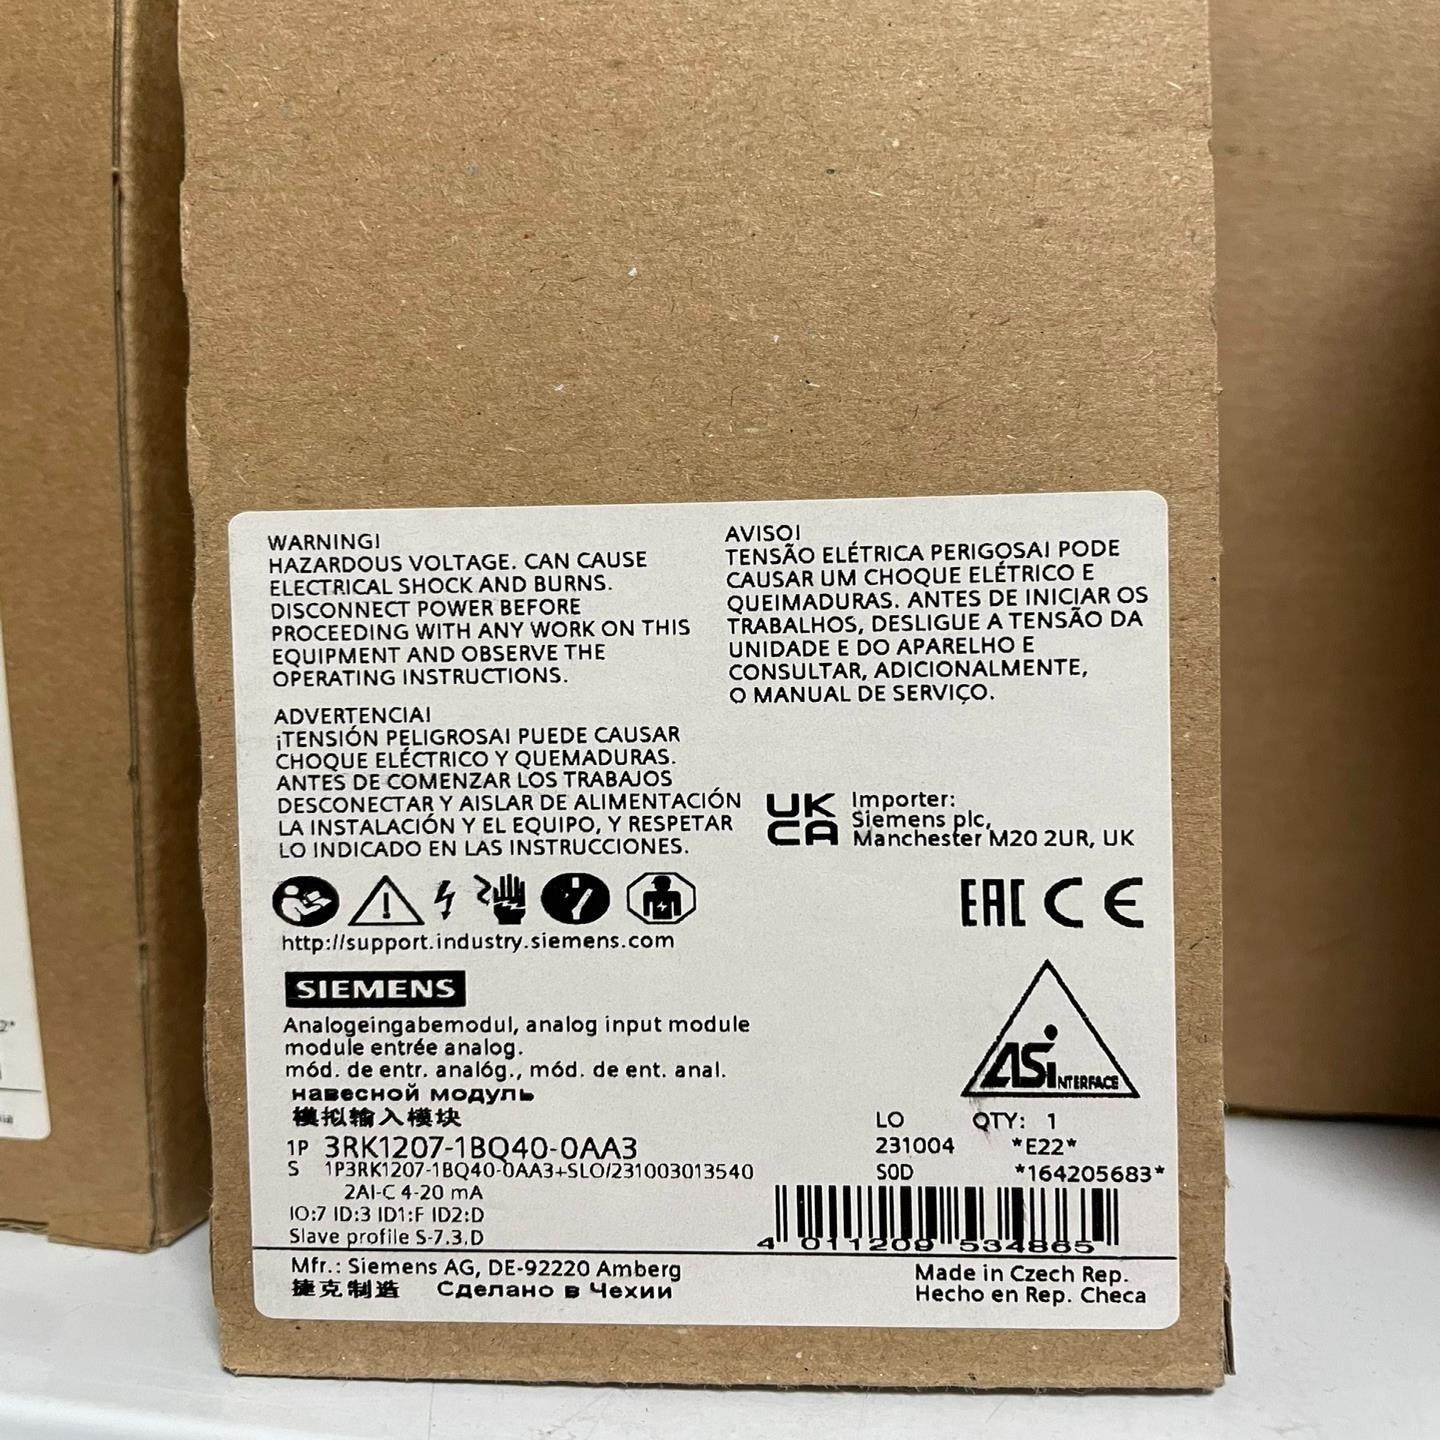 WARNING!
HAZARDOUS VOLTAGE. CAN CAUSE
ELECTRICAL SHOCK AND BURNS.
DISCONNECT POWER BEFORE
PROCEEDING WITH ANY WORK ON THIS
EQUIPMENT AND OBSERVE THE
OPERATING INSTRUCTIONS.
ADVERTENCIA!
¡TENSIÓN PELIGROSA! PUEDE CAUSAR
CHOQUE ELÉCTRICO Y QUEMADURAS.
ANTES DE COMENZAR LOS TRABAJOS
DESCONECTAR Y AISLAR DE ALIMENTACIÓN
LA INSTALACIÓN Y EL EQUIPO, Y RESPETAR
LO INDICADO EN LAS INSTRUCCIONES.
AVISO!
TENSÃO ELÉTRICA PERIGOSA! PODE
CAUSAR UM CHOQUE ELÉTRICO E
QUEIMADURAS. ANTES DE INICIAR OS
TRABALHOS, DESLIGUE A TENSÃO DA
UNIDADE E DO APARELHO E
CONSULTAR, ADICIONALMENTE,
O MANUAL DE SERVIÇO.
UK
CA
Importer:
Siemens plc,
Manchester M20 2UR, UK
EAC CE
http://support.industry.siemens.com
SIEMENS
Analogeingabemodul, analog input module
module entrée analog.
mód. de entr. analóg., mód. de ent. anal.
навесной модуль
模拟输入模块
ASi NTERFACE
1P 3RK1207-1BQ40-0AA3
S 1P3RK1207-1BQ40-0AA3+SLO/231003013540
2AI-C 4-20 mA
IO:7 ID:3 ID1:F ID2:D
Slave profile S-7.3.D
LO QTY: 1
231004 *E22*
S0D *164205683*
4 011209 534865
Mfr.: Siemens AG, DE-92220 Amberg
捷克制造 Сделано в Чехии
Made in Czech Rep.
Hecho en Rep. Checa